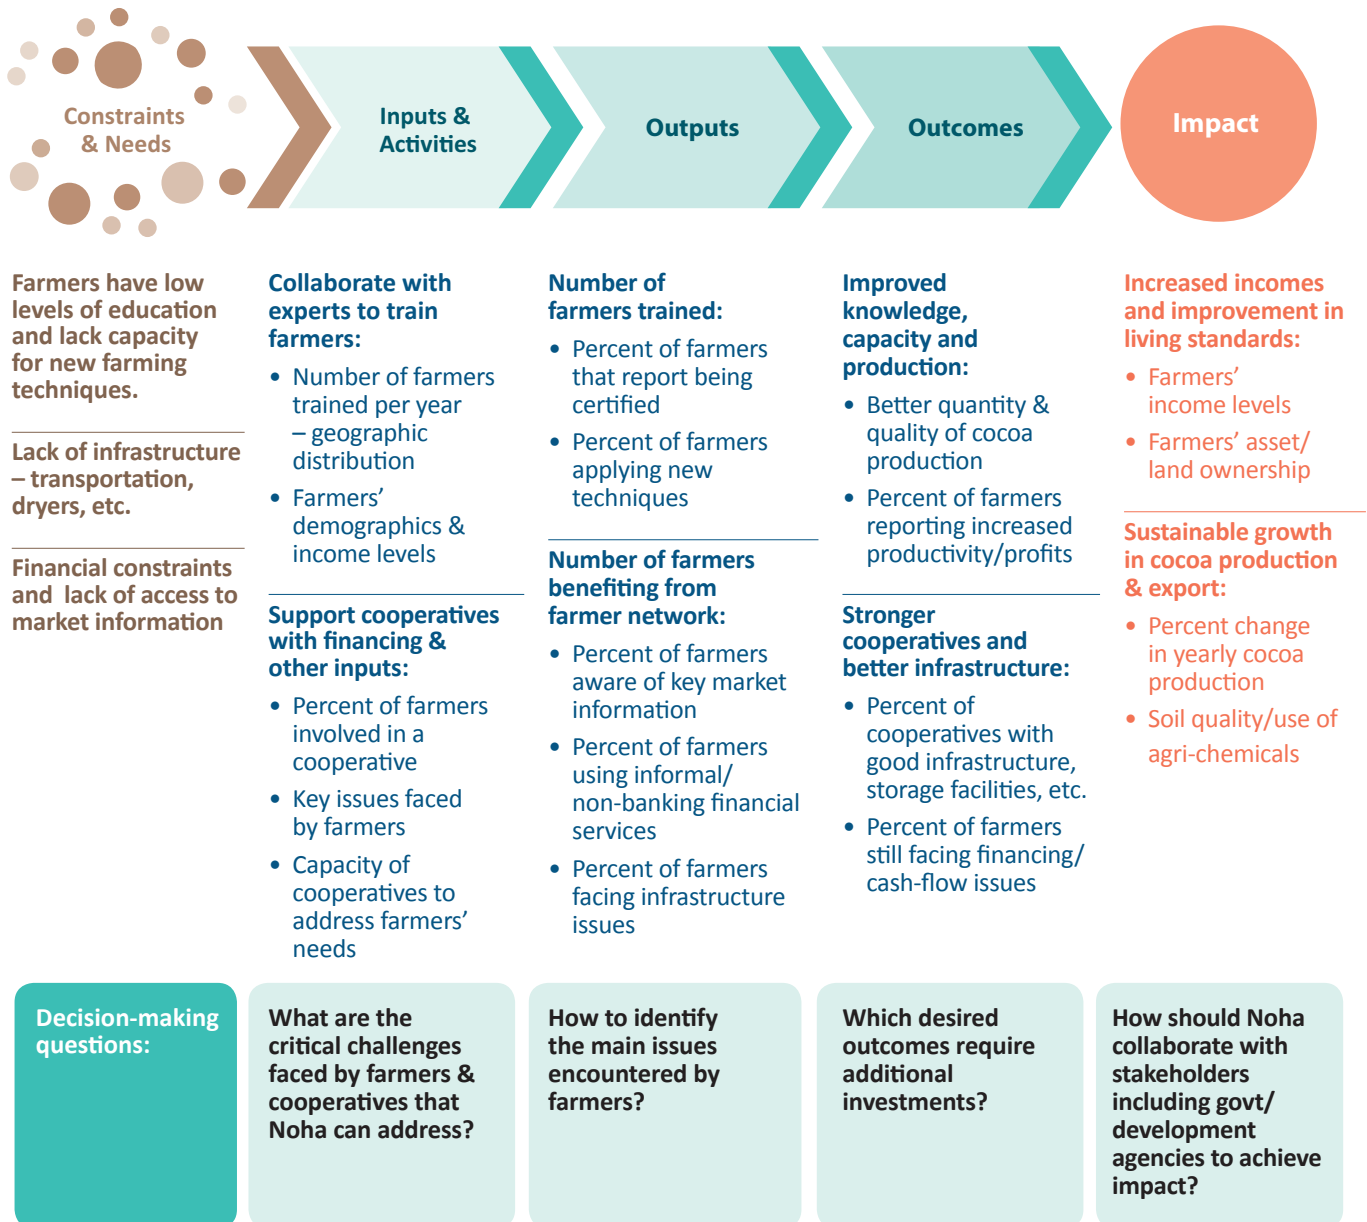 Constraints
& Needs
Inputs &
Activities
Outputs
Outcomes
Impact
Farmers have low
levels of education
and lack capacity
for new farming
techniques.
Lack of infrastructure
– transportation,
dryers, etc.
Financial constraints
and lack of access to
market information
Collaborate with
experts to train
farmers:
• Number of farmers
trained per year
– geographic
distribution
• Farmers’
demographics &
income levels
Support cooperatives
with financing &
other inputs:
• Percent of farmers
involved in a
cooperative
• Key issues faced
by farmers
• Capacity of
cooperatives to
address farmers’
needs
Number of
farmers trained:
• Percent of farmers
that report being
certified
• Percent of farmers
applying new
techniques
Number of farmers
benefiting from
farmer network:
• Percent of farmers
aware of key market
information
• Percent of farmers
using informal/
non-banking financial
services
• Percent of farmers
facing infrastructure
issues
Improved
knowledge,
capacity and
production:
• Better quantity &
quality of cocoa
production
• Percent of farmers
reporting increased
productivity/profits
Stronger
cooperatives and
better infrastructure:
• Percent of
cooperatives with
good infrastructure,
storage facilities, etc.
• Percent of farmers
still facing financing/
cash-flow issues
Increased incomes
and improvement in
living standards:
• Farmers’
income levels
• Farmers’ asset/
land ownership
Sustainable growth
in cocoa production
& export:
• Percent change
in yearly cocoa
production
• Soil quality/use of
agri-chemicals
Decision-making
questions:
What are the
critical challenges
faced by farmers &
cooperatives that
Noha can address?
How to identify
the main issues
encountered by
farmers?
Which desired
outcomes require
additional
investments?
How should Noha
collaborate with
stakeholders
including govt/
development
agencies to achieve
impact?